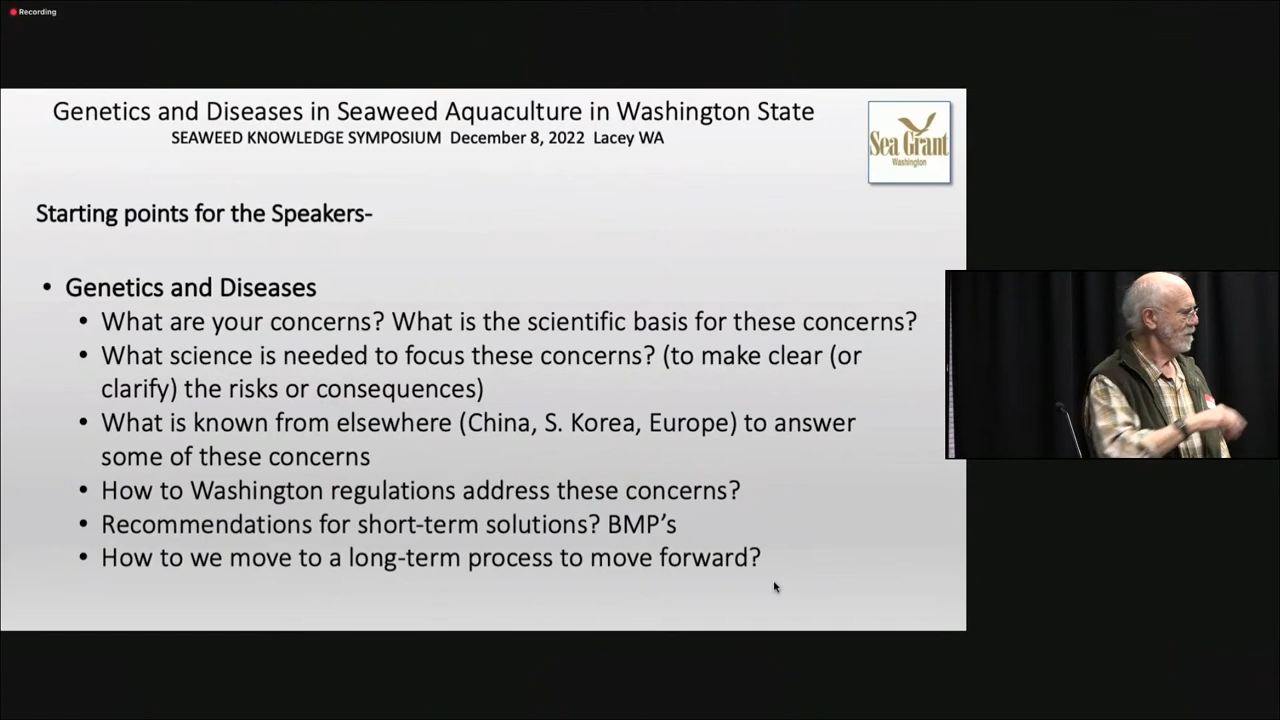 Recording
Genetics and Diseases in Seaweed Aquaculture in Washington State
SEAWEED KNOWLEDGE SYMPOSIUM December 8, 2022 Lacey WA
Sea Grant
Washington
Starting points for the Speakers-
• Genetics and Diseases
• What are your concerns? What is the scientific basis for these concerns?
• What science is needed to focus these concerns? (to make clear (or
clarify) the risks or consequences)
• What is known from elsewhere (China, S. Korea, Europe) to answer
some of these concerns
• How to Washington regulations address these concerns?
• Recommendations for short-term solutions? BMP's
• How to we move to a long-term process to move forward?